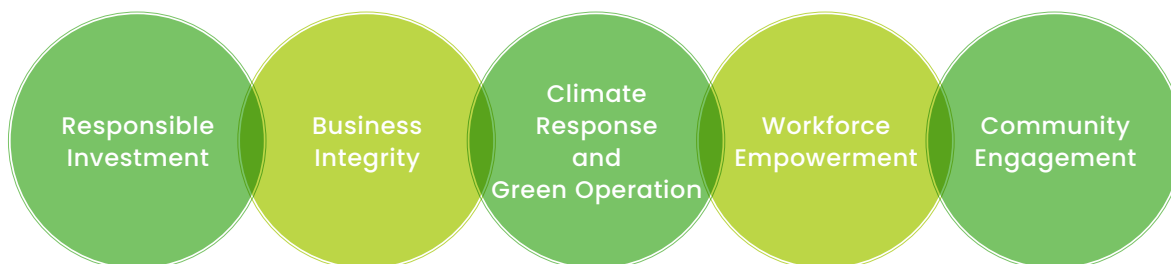 Responsible
Investment
Business
Integrity
Climate
Response
and
Green Operation
Workforce
Empowerment
Community
Engagement